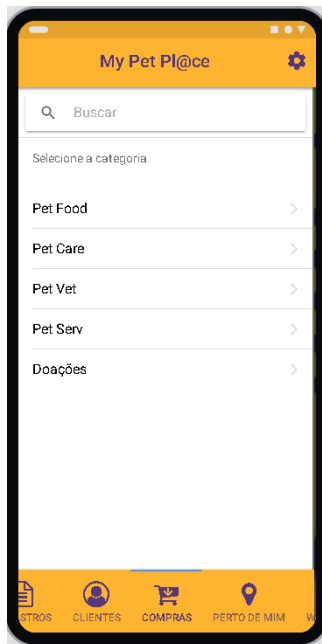 My Pet Pl@ce
Buscar
Selecione a categoria
Pet Food
Pet Care
Pet Vet
Pet Serv
Doações
STROS CLIENTES COMPRAS PERTO DE MIM W